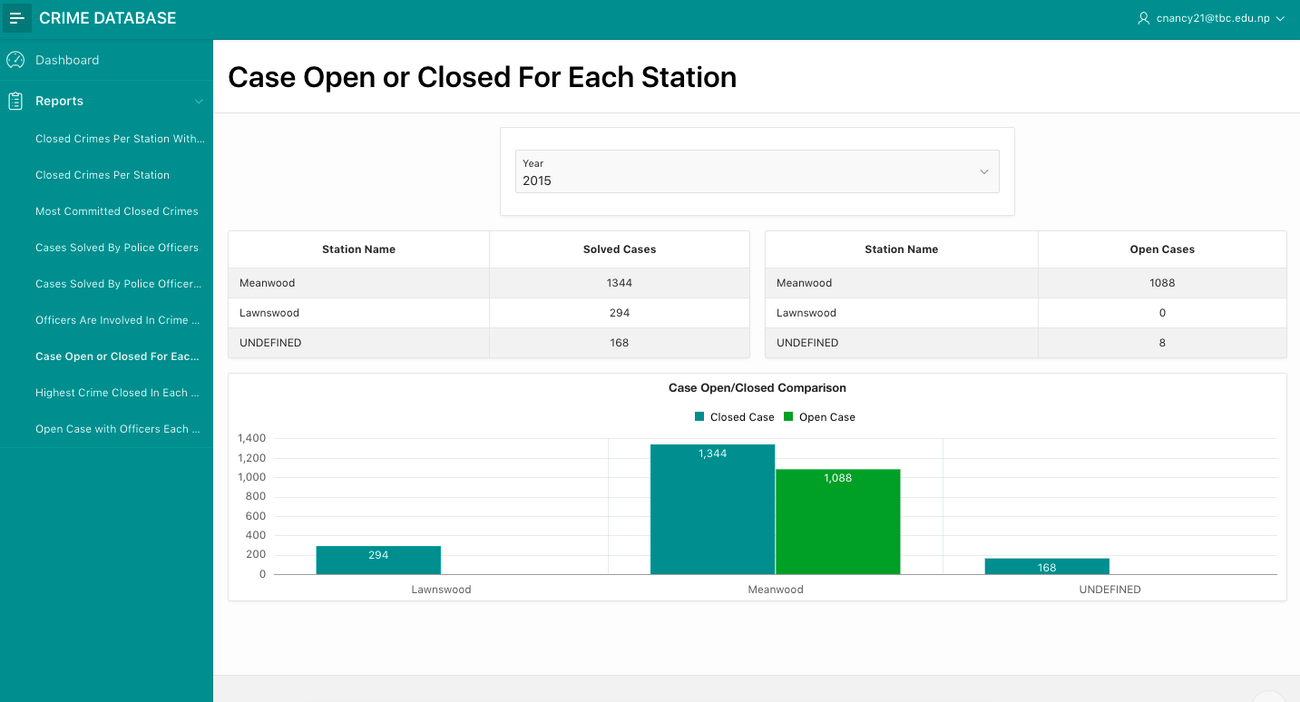 CRIME DATABASE
cnancy21@tbc.edu.np
Dashboard
Reports
Closed Crimes Per Station With...
Closed Crimes Per Station
Most Committed Closed Crimes
Cases Solved By Police Officers
Cases Solved By Police Officer...
Officers Are Involved In Crime ...
Case Open or Closed For Eac...
Highest Crime Closed In Each ...
Open Case with Officers Each ...
Case Open or Closed For Each Station
Year
2015
Station Name Solved Cases
Meanwood 1344
Lawnswood 294
UNDEFINED 168
Station Name Open Cases
Meanwood 1088
Lawnswood 0
UNDEFINED 8
Case Open/Closed Comparison
Closed Case Open Case
1,400
1,200
1,000
800
600
400
200
0
294
1,344
1,088
168
Lawnswood Meanwood UNDEFINED